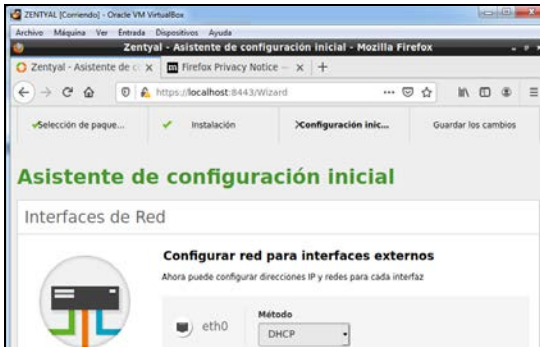 ZENTYAL [Corriendo] - Oracle VM VirtualBox
Archivo Máquina Ver Entrada Dispositivos Ayuda
Zentyal - Asistente de configuración inicial - Mozilla Firefox
Zentyal - Asistente de c
Firefox Privacy Notice —
https://localhost:8443/Wizard
Selección de paque...
Instalación
Configuración inic...
Guardar los cambios
Asistente de configuración inicial
Interfaces de Red
Configurar red para interfaces externos
Ahora puede configurar direcciones IP y redes para cada interfaz
Método
eth0
DHCP